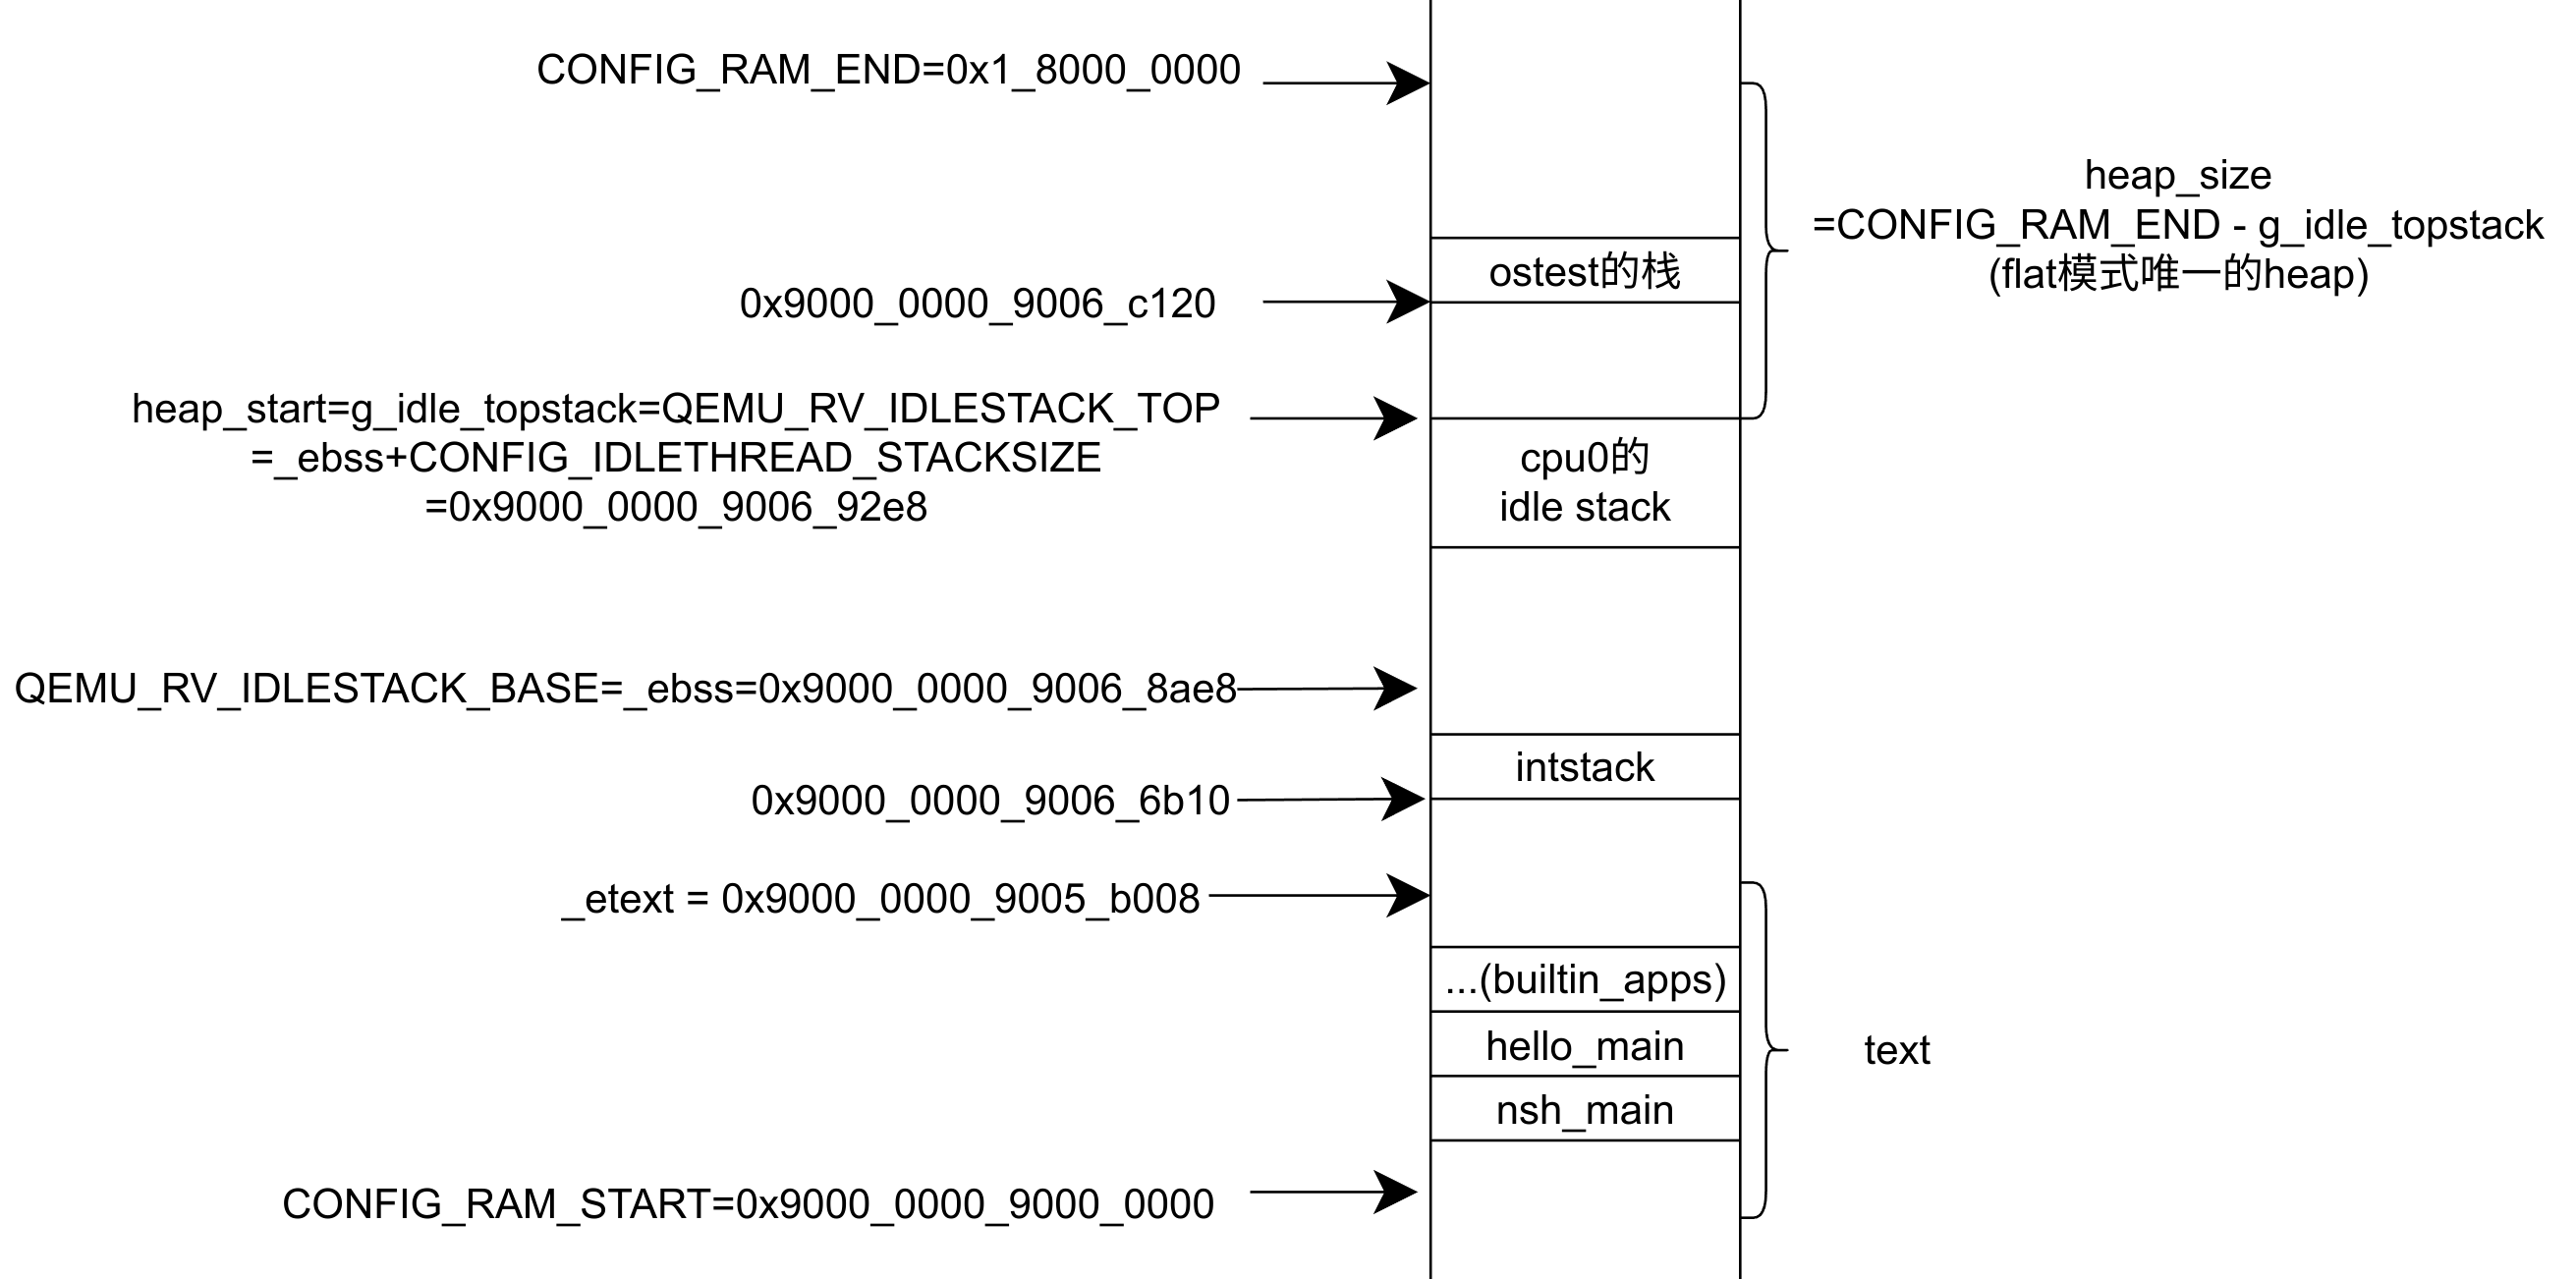 CONFIG_RAM_END=0x1_8000_0000
heap_size
=CONFIG_RAM_END - g_idle_topstack
(flat模式唯一的heap)
ostest的栈
0x9000_0000_9006_c120
heap_start=g_idle_topstack=QEMU_RV_IDLESTACK_TOP
=_ebss+CONFIG_IDLETHREAD_STACKSIZE
=0x9000_0000_9006_92e8
cpu0的
idle stack
QEMU_RV_IDLESTACK_BASE=_ebss=0x9000_0000_9006_8ae8
intstack
0x9000_0000_9006_6b10
_etext = 0x9000_0000_9005_b008
...(builtin_apps)
hello_main
text
nsh_main
CONFIG_RAM_START=0x9000_0000_9000_0000